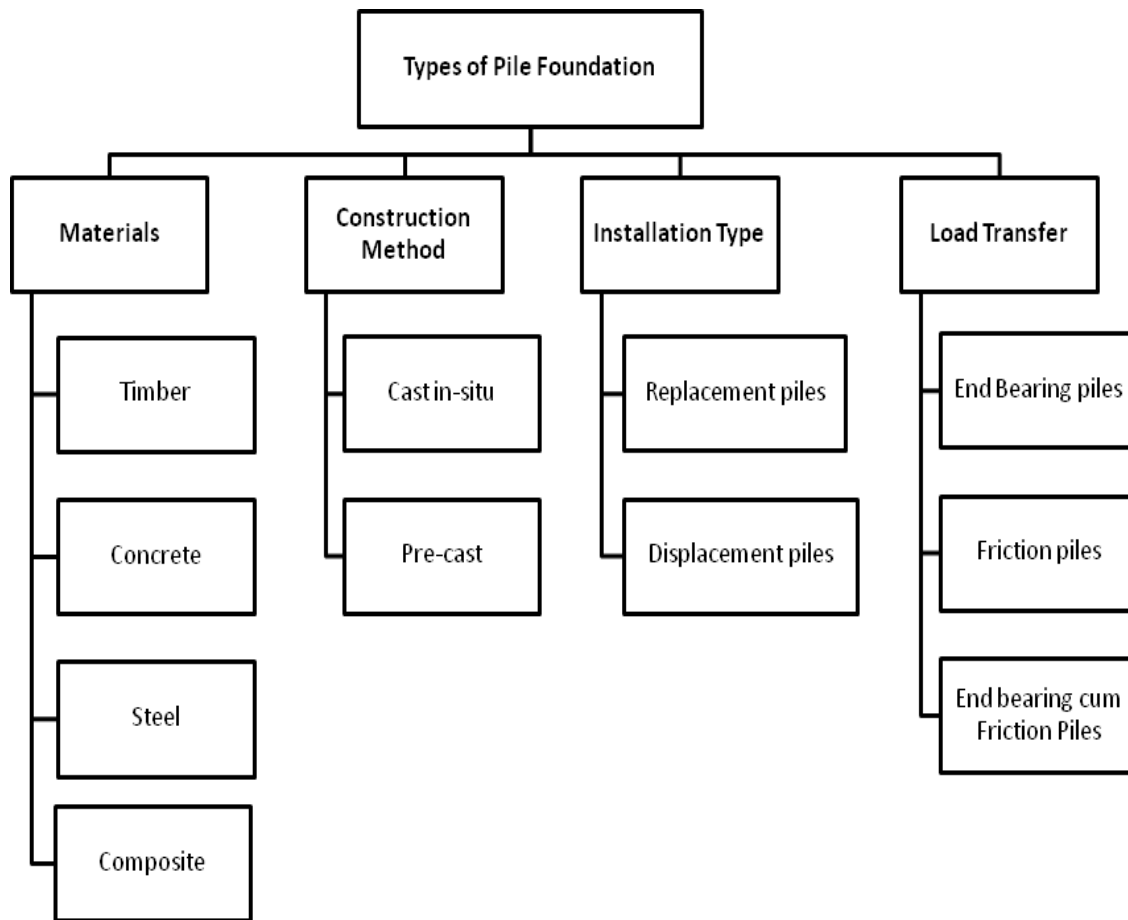 Types of Pile Foundation
Materials
Construction
Method
Installation Type
Load Transfer
Timber
Concrete
Steel
Composite
Cast in-situ
Pre-cast
Replacement piles
Displacement piles
End Bearing piles
Friction piles
End bearing cum
Friction Piles